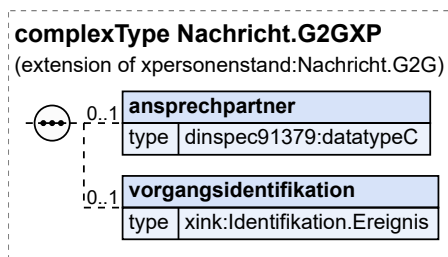 complexType Nachricht.G2GXP
(extension of xpersonenstand:Nachricht.G2G)
0..1
ansprechpartner
type dinspec91379:datatypeC
0..1
vorgangsidentifikation
type xink:Identifikation.Ereignis